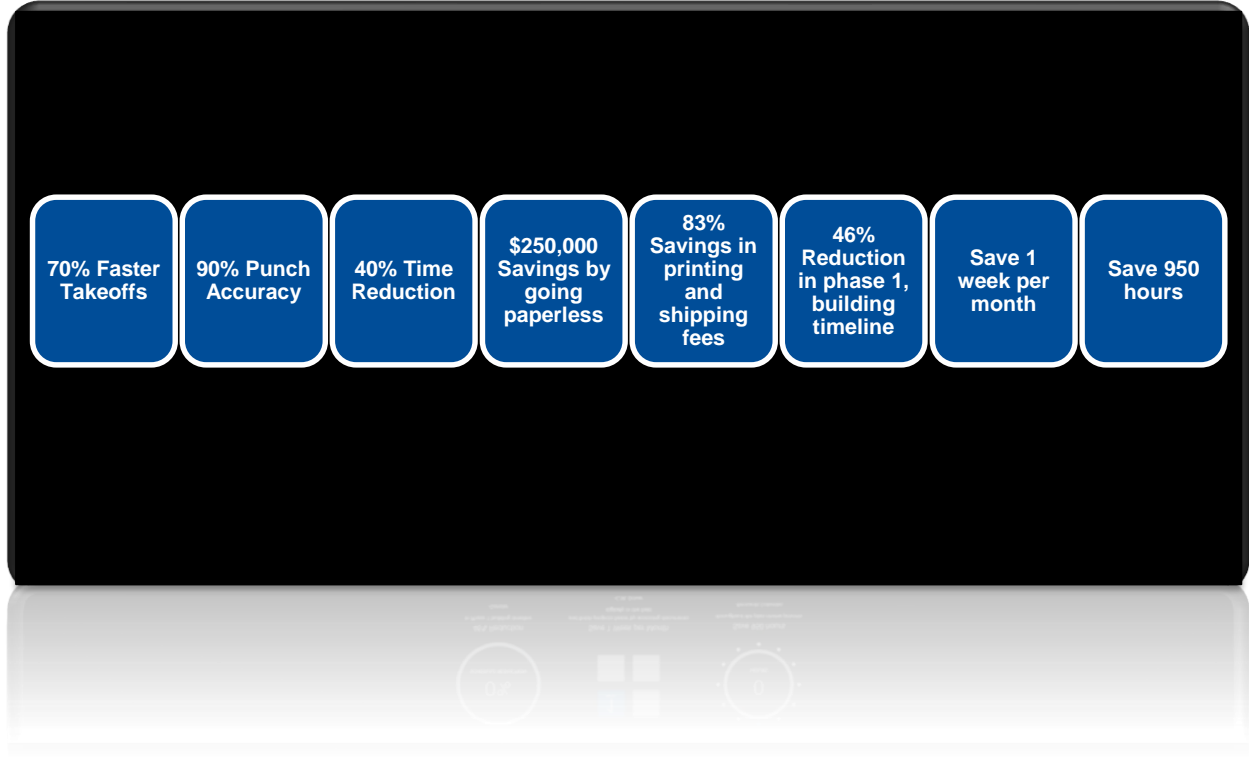 70% Faster
Takeoffs
90% Punch
Accuracy
40% Time
Reduction
$250,000
Savings by
going
paperless
83%
Savings in
printing
and
shipping
fees
46%
Reduction
in phase 1,
building
timeline
Save 1
week per
month
Save 950
hours